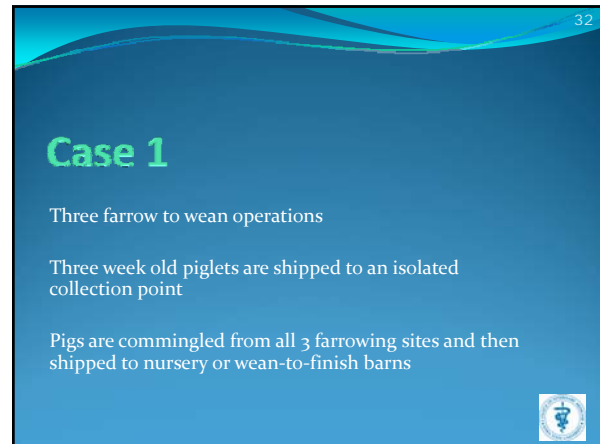 32
Case 1
Three farrow to wean operations
Three week old piglets are shipped to an isolated
collection point
Pigs are commingled from all 3 farrowing sites and then
shipped to nursery or wean-to-finish barns